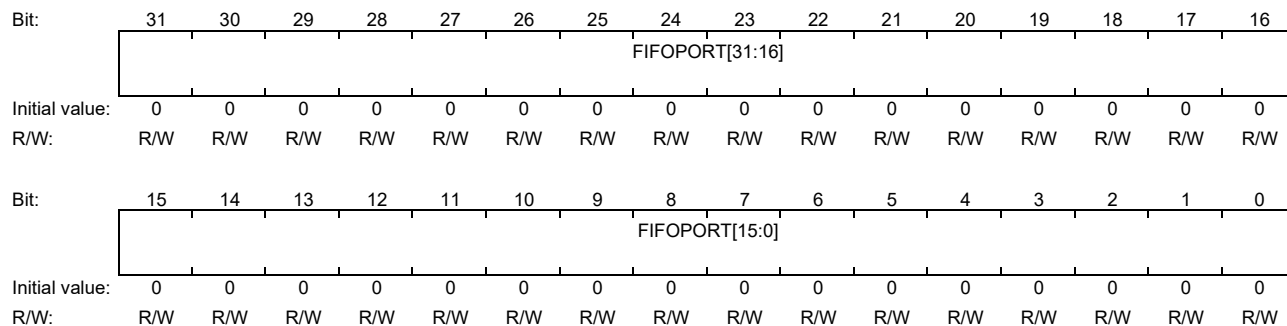 Bit: 31 30 29 28 27 26 25 24 23 22 21 20 19 18 17 16
FIFOPORT[31:16]
Initial value: 0 0 0 0 0 0 0 0 0 0 0 0 0 0 0 0
R/W: R/W R/W R/W R/W R/W R/W R/W R/W R/W R/W R/W R/W R/W R/W R/W R/W
Bit: 15 14 13 12 11 10 9 8 7 6 5 4 3 2 1 0
FIFOPORT[15:0]
Initial value: 0 0 0 0 0 0 0 0 0 0 0 0 0 0 0 0
R/W: R/W R/W R/W R/W R/W R/W R/W R/W R/W R/W R/W R/W R/W R/W R/W R/W